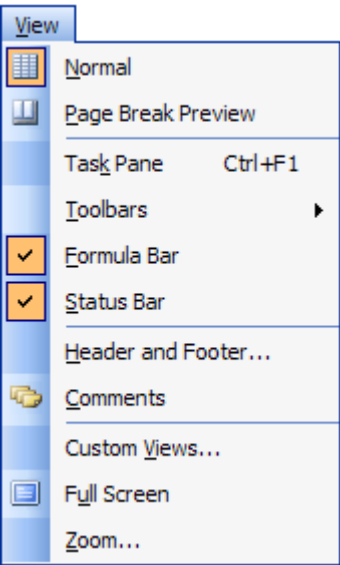 View
Normal
Page Break Preview
Task Pane Ctrl+F1
Toolbars
Formula Bar
Status Bar
Header and Footer...
Comments
Custom Views...
Full Screen
Zoom...